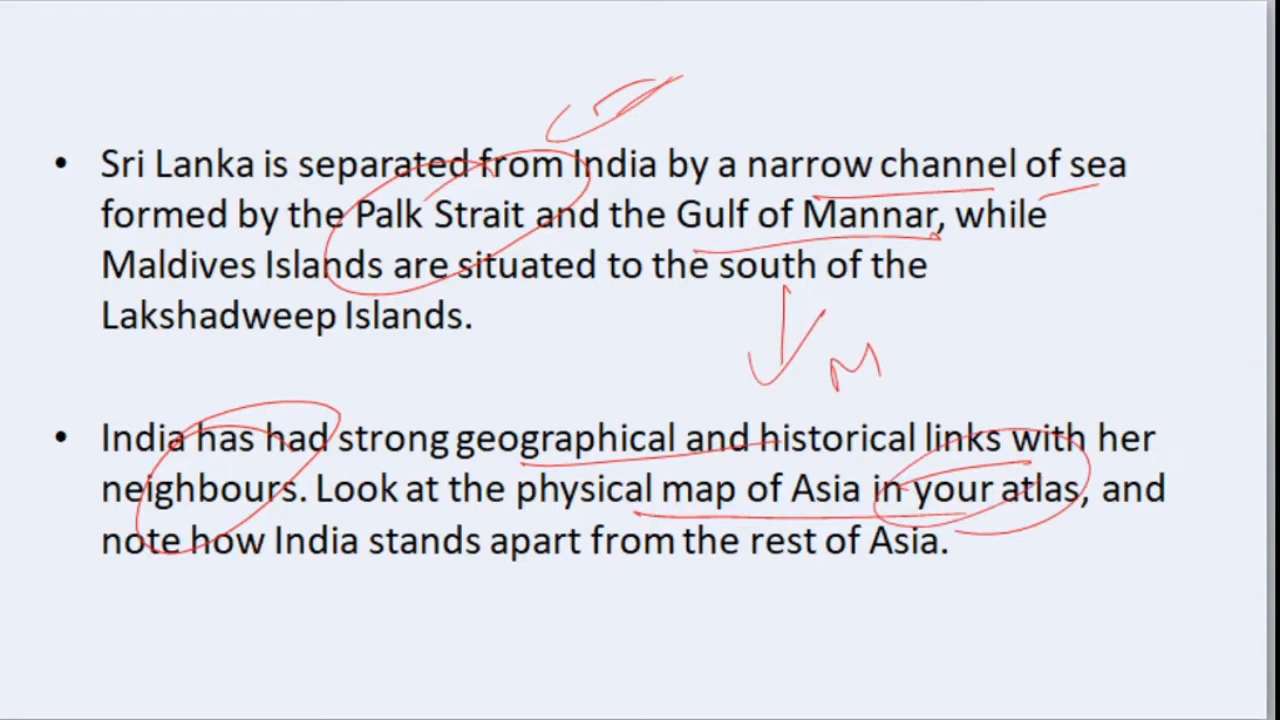 • Sri Lanka is separated from India by a narrow channel of sea
formed by the Palk Strait and the Gulf of Mannar, while
Maldives Islands are situated to the south of the
Lakshadweep Islands.
M
• India has had strong geographical and historical links with her
neighbours. Look at the physical map of Asia in your atlas, and
note how India stands apart from the rest of Asia.